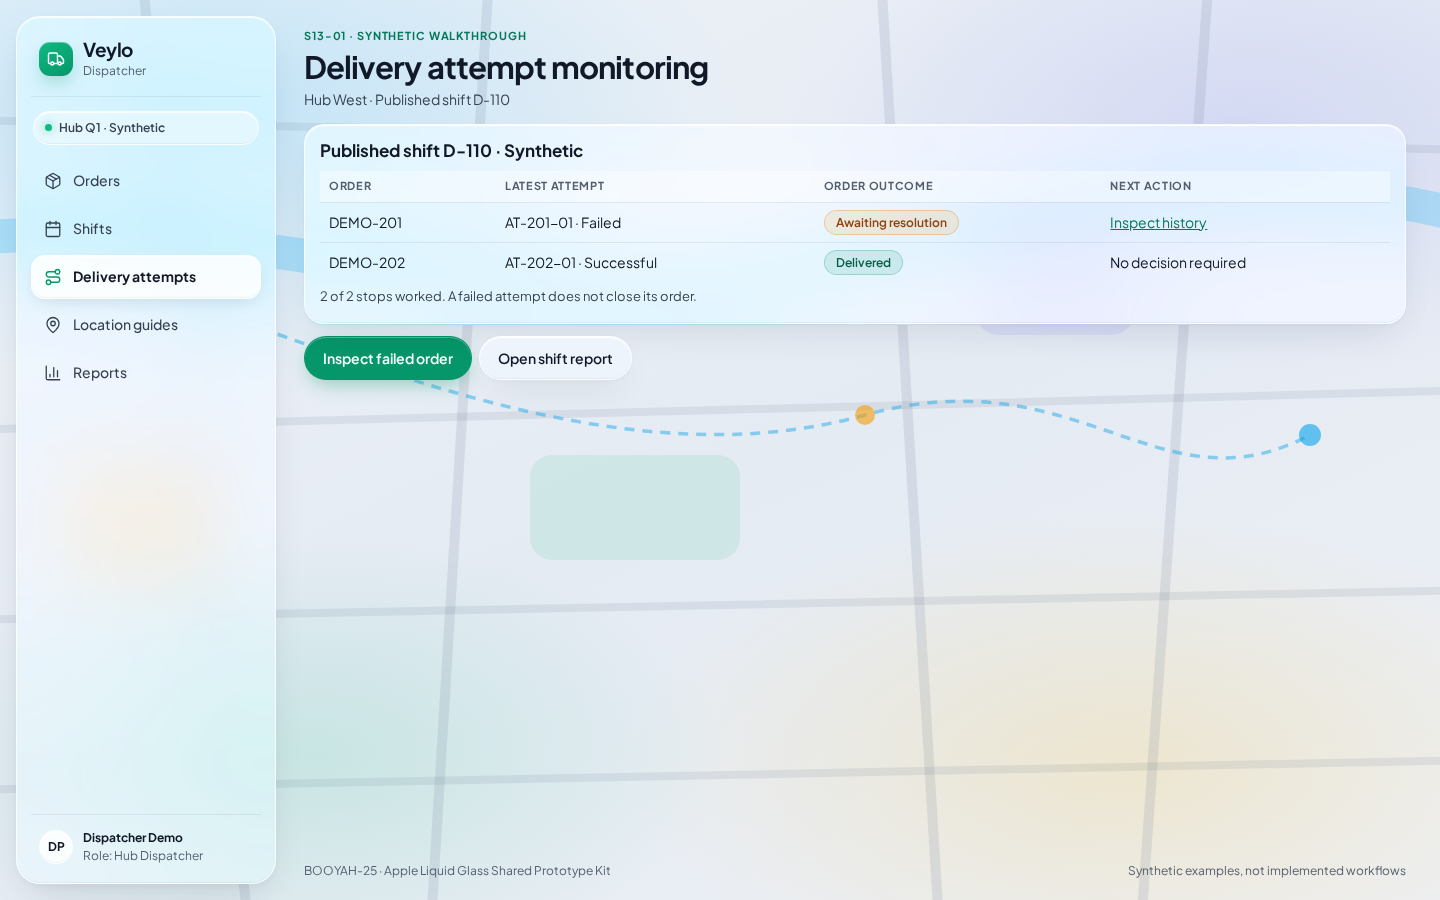 Veylo
Dispatcher
Hub Q1 · Synthetic
Orders
Shifts
Delivery attempts
Location guides
Reports
DP
Dispatcher Demo
Role: Hub Dispatcher
S13-01 · SYNTHETIC WALKTHROUGH
Delivery attempt monitoring
Hub West · Published shift D-110
Published shift D-110 · Synthetic
ORDER LATEST ATTEMPT ORDER OUTCOME NEXT ACTION
DEMO-201 AT-201-01 · Failed Awaiting resolution Inspect history
DEMO-202 AT-202-01 · Successful Delivered No decision required
2 of 2 stops worked. A failed attempt does not close its order.
Inspect failed order Open shift report
BOOYAH-25 · Apple Liquid Glass Shared Prototype Kit
Synthetic examples, not implemented workflows